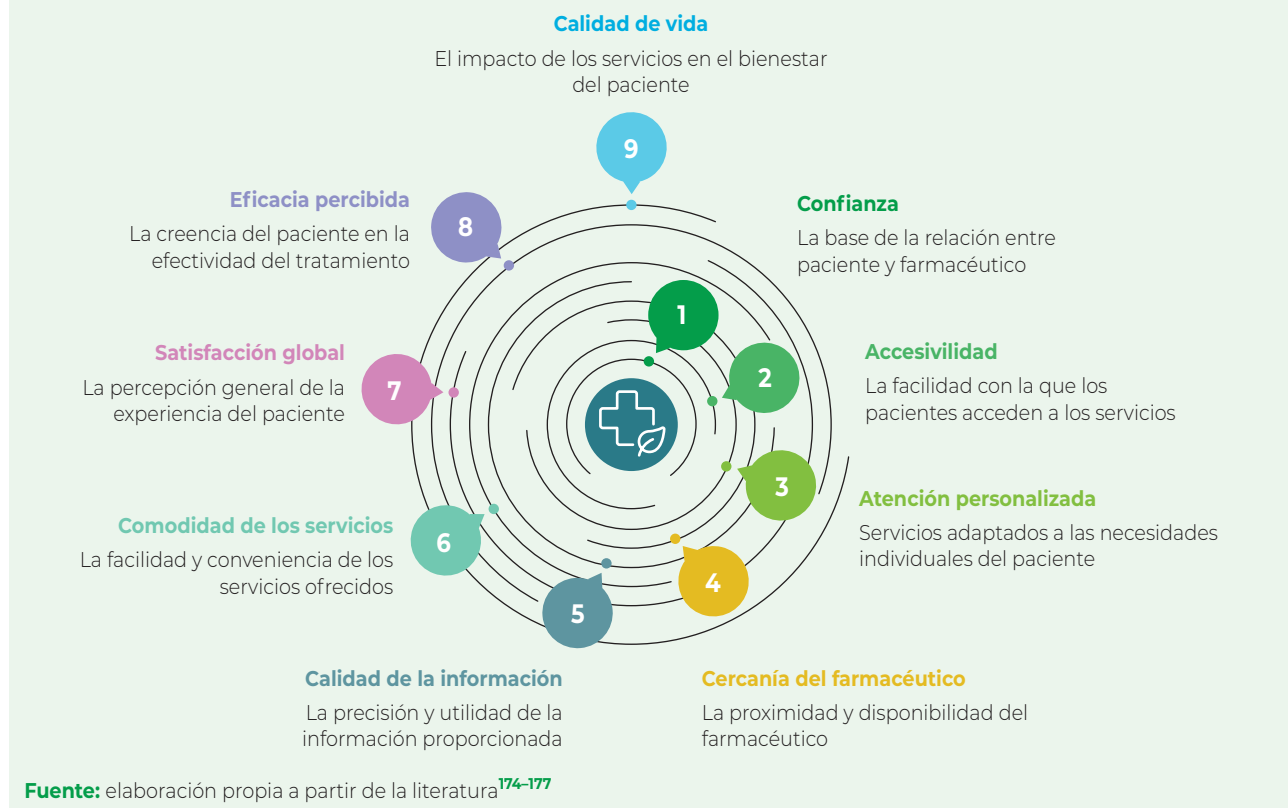 Calidad de vida
El impacto de los servicios en el bienestar
del paciente
9
Confianza
La base de la relación entre
paciente y farmacéutico
1
Accesivilidad
La facilidad con la que los
pacientes acceden a los servicios
2
Atención personalizada
Servicios adaptados a las necesidades
individuales del paciente
3
Cercanía del farmacéutico
La proximidad y disponibilidad del
farmacéutico
4
Calidad de la información
La precisión y utilidad de la
información proporcionada
5
Comodidad de los servicios
La facilidad y conveniencia de los
servicios ofrecidos
6
Satisfacción global
La percepción general de la
experiencia del paciente
7
Eficacia percibida
La creencia del paciente en la
efectividad del tratamiento
8
Fuente: elaboración propia a partir de la literatura174–177